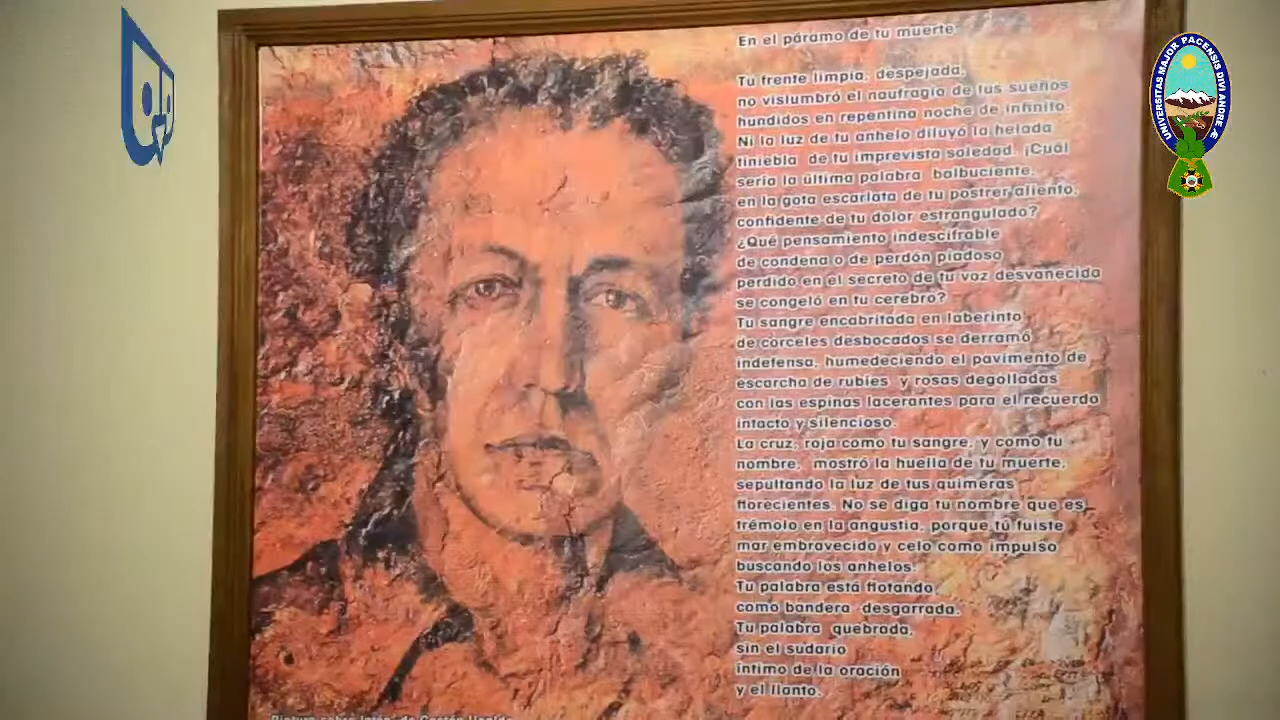 En el páramo de tu muerte
Tu frente limpia, despejada,
no vislumbró el naufragio de tus sueños
hundidos en repentina noche de infinito.
Ni la luz de tu anhelo diluyó la helada
tiniebla de tu imprevista soledad. ¡Cuál
sería la última palabra balbuciente,
en la gota escarlata de tu postrer aliento,
confidente de tu dolor estrangulado?
¿Qué pensamiento indescifrable
de condena o de perdón piadoso
perdido en el secreto de tu voz desvanecida
se congeló en tu cerebro?
Tu sangre encabritada en laberinto
de corceles desbocados se derramó
indefensa, humedeciendo el pavimento de
escarcha de rubíes y rosas degolladas
con las espinas lacerantes para el recuerdo
intacto y silencioso.
La cruz, roja como tu sangre, y como tu
nombre, mostró la huella de tu muerte,
sepultando la luz de tus quimeras
florecientes. No se diga tu nombre que es
trémolo en la angustia, porque tú fuiste
mar embravecido y celo como impulso
buscando los anhelos.
Tu palabra está flotando,
como bandera desgarrada.
Tu palabra quebrada,
sin el sudario
íntimo de la oración
y el llanto.
UNIVERSITAS MAJOR PACENSIS DIVI ANDRE Æ